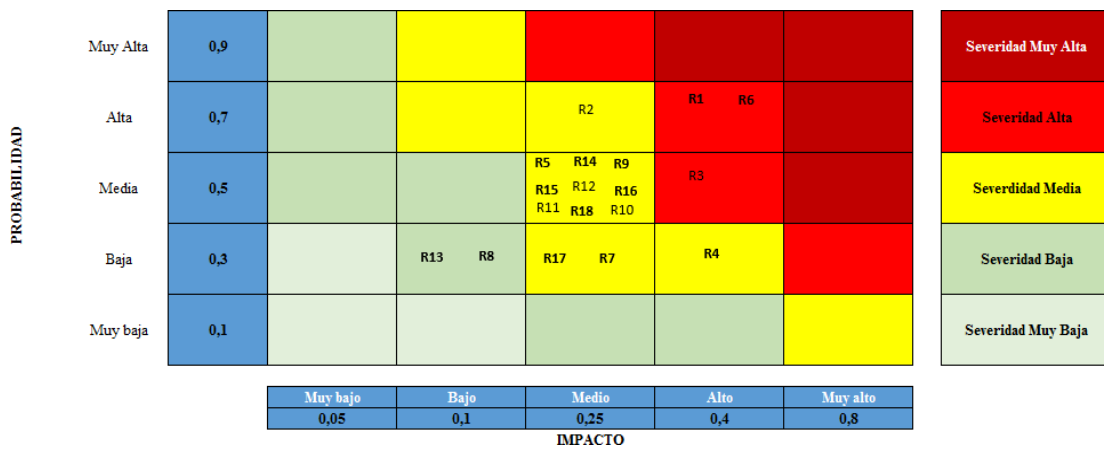 PROBABILIDAD
Muy Alta 0,9 Severidad Muy Alta
Alta 0,7 R2 R1 R6 Severidad Alta
Media 0,5 R5 R14 R9 R3 Severdidad Media
R15 R12 R16
R11 R18 R10
Baja 0,3 R13 R8 R17 R7 R4 Severidad Baja
Muy baja 0,1 Severidad Muy Baja
Muy bajo Bajo Medio Alto Muy alto
0,05 0,1 0,25 0,4 0,8
IMPACTO